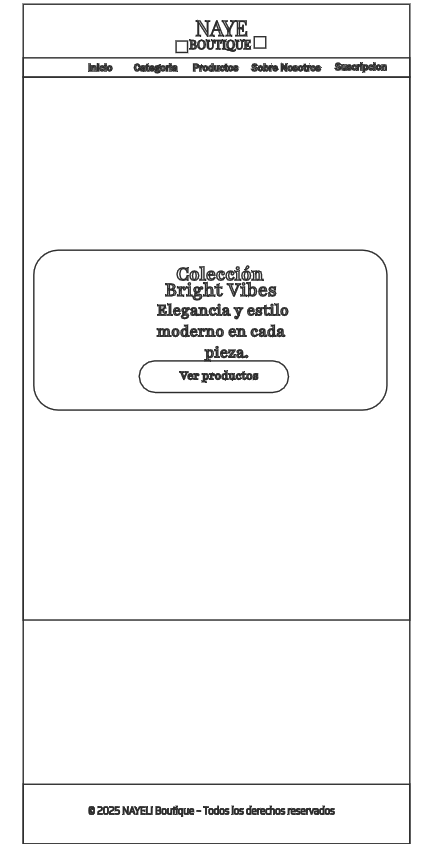 NAYE
BOUTIQUE
Inicio Categoria Productos Sobre Nosotros Suscripcion
Colección
Bright Vibes
Elegancia y estilo
moderno en cada
pieza.
Ver productos
© 2025 NAYELI Boutique – Todos los derechos reservados